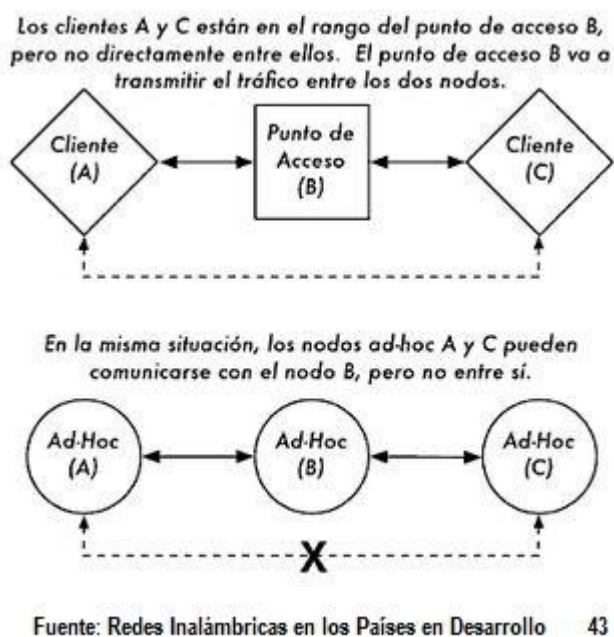 Los clientes A y C están en el rango del punto de acceso B,
pero no directamente entre ellos. El punto de acceso B va a
transmitir el tráfico entre los dos nodos.
Cliente
(A)
Punto de
Acceso
(B)
Cliente
(C)
En la misma situación, los nodos ad-hoc A y C pueden
comunicarse con el nodo B, pero no entre sí.
Ad-Hoc
(A)
Ad-Hoc
(B)
Ad-Hoc
(C)
X
Fuente: Redes Inalámbricas en los Países en Desarrollo 43